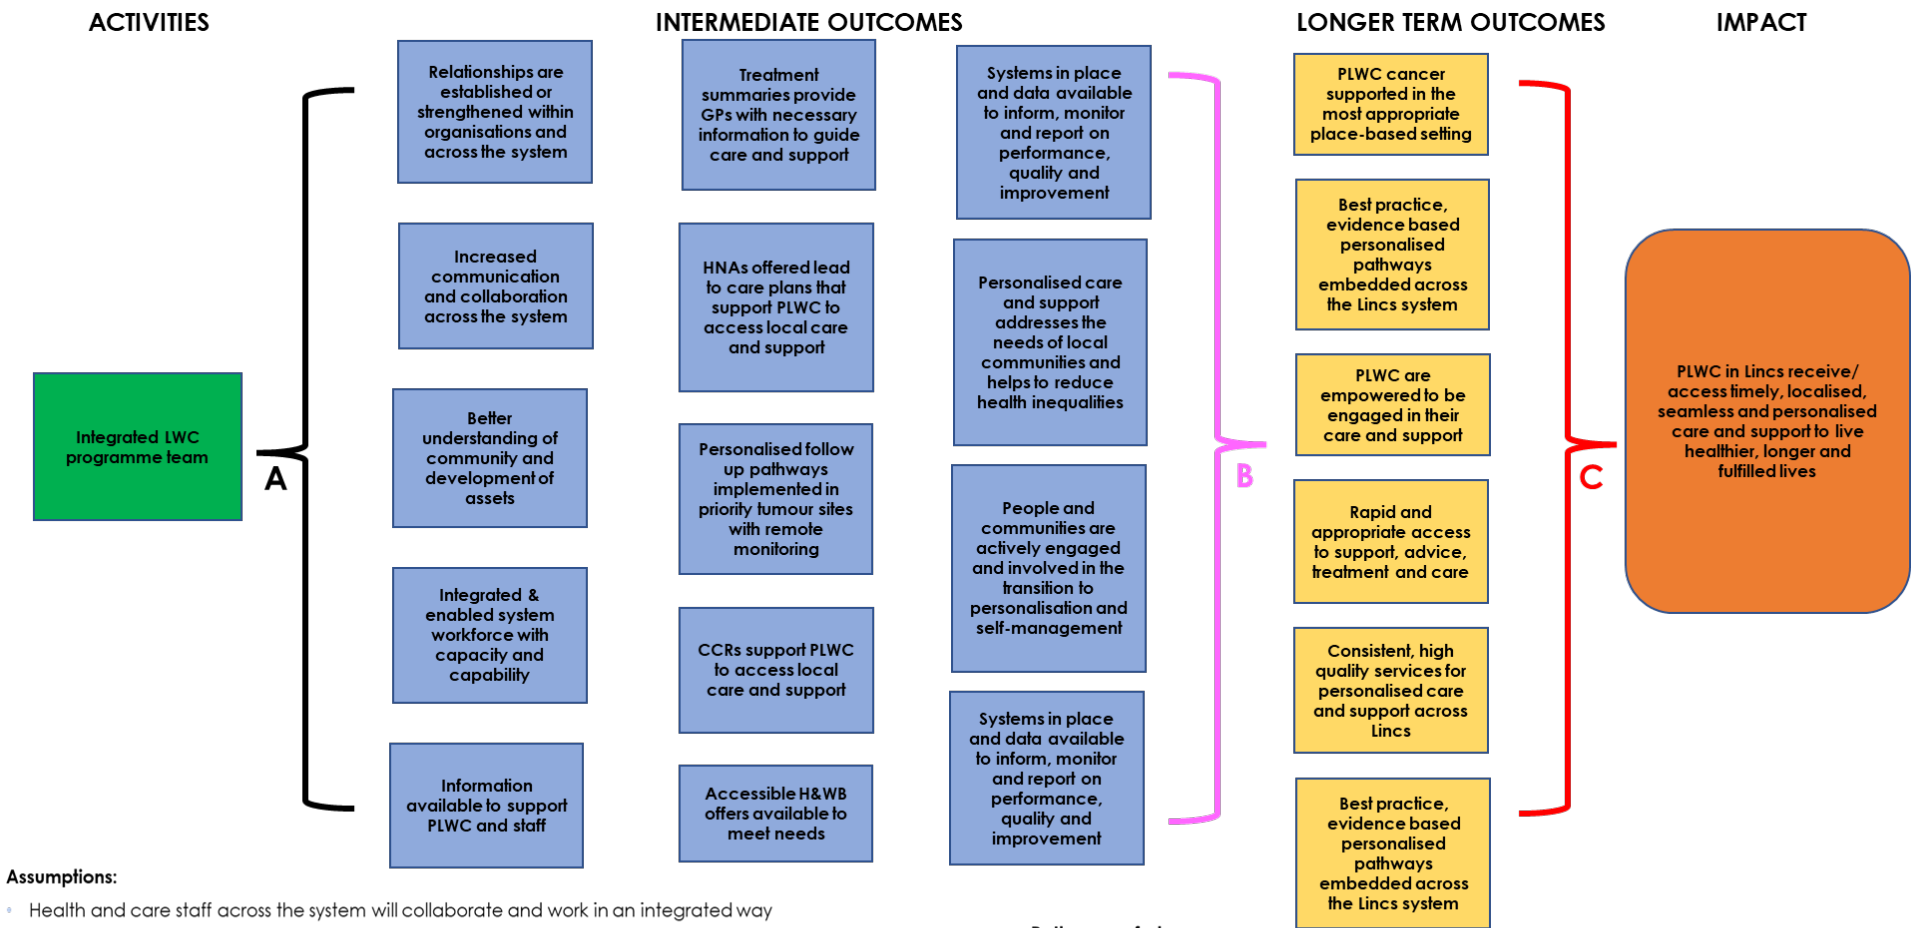 ACTIVITIES
INTERMEDIATE OUTCOMES
LONGER TERM OUTCOMES
IMPACT
Integrated LWC
programme team
A
Relationships are
established or
strengthened within
organisations and
across the system
Increased
communication
and collaboration
across the system
Better
understanding of
community and
development of
assets
Integrated &
enabled system
workforce with
capacity and
capability
Information
available to support
PLWC and staff
Treatment
summaries provide
GPs with necessary
information to guide
care and support
HNAs offered lead
to care plans that
support PLWC to
access local care
and support
Personalised follow
up pathways
implemented in
priority tumour sites
with remote
monitoring
CCRs support PLWC
to access local
care and support
Accessible H&WB
offers available to
meet needs
Systems in place
and data available
to inform, monitor
and report on
performance,
quality and
improvement
Personalised care
and support
addresses the
needs of local
communities and
helps to reduce
health inequalities
People and
communities are
actively engaged
and involved in the
transition to
personalisation and
self-management
Systems in place
and data available
to inform, monitor
and report on
performance,
quality and
improvement
B
PLWC cancer
supported in the
most appropriate
place-based setting
Best practice,
evidence based
personalised
pathways
embedded across
the Lincs system
PLWC are
empowered to be
engaged in their
care and support
Rapid and
appropriate access
to support, advice,
treatment and care
Consistent, high
quality services for
personalised care
and support across
Lincs
Best practice,
evidence based
personalised
pathways
embedded across
the Lincs system
C
PLWC in Lincs receive/
access timely, localised,
seamless and personalised
care and support to live
healthier, longer and
fulfilled lives
Assumptions:
Health and care staff across the system will collaborate and work in an integrated way